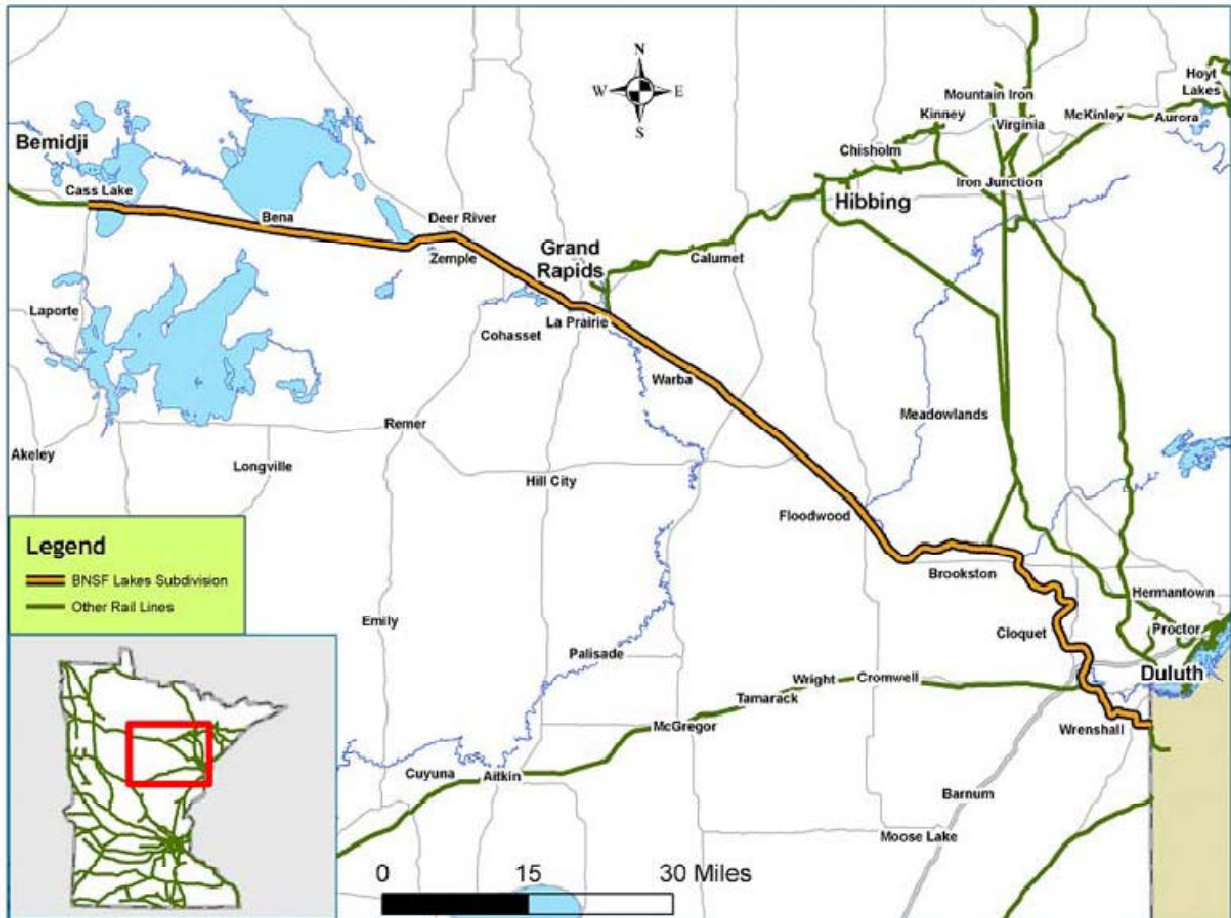 N
W E
S
Hoyt
Lakes
Mountain Iron
Kinney
McKinley
Aurora
Virginia
Bemidji
Chisholm
Iron Junction
Cass Lake
Hibbing
Bena
Deer River
Zemple
Grand
Rapids
Calumet
Laporte
La Prairie
Cohasset
Warba
Meadowlands
Remer
Akeley
Longville
Hill City
Floodwood
Legend
BNSF Lakes Subdivision
Other Rail Lines
Brookston
Hermantown
Emily
Cloquet
Proctor
Palisade
Duluth
Wright
Cromwell
Tamarack
McGregor
Wrenshall
Cuyuna
Aitkin
Barnum
Moose Lake
0 15 30 Miles